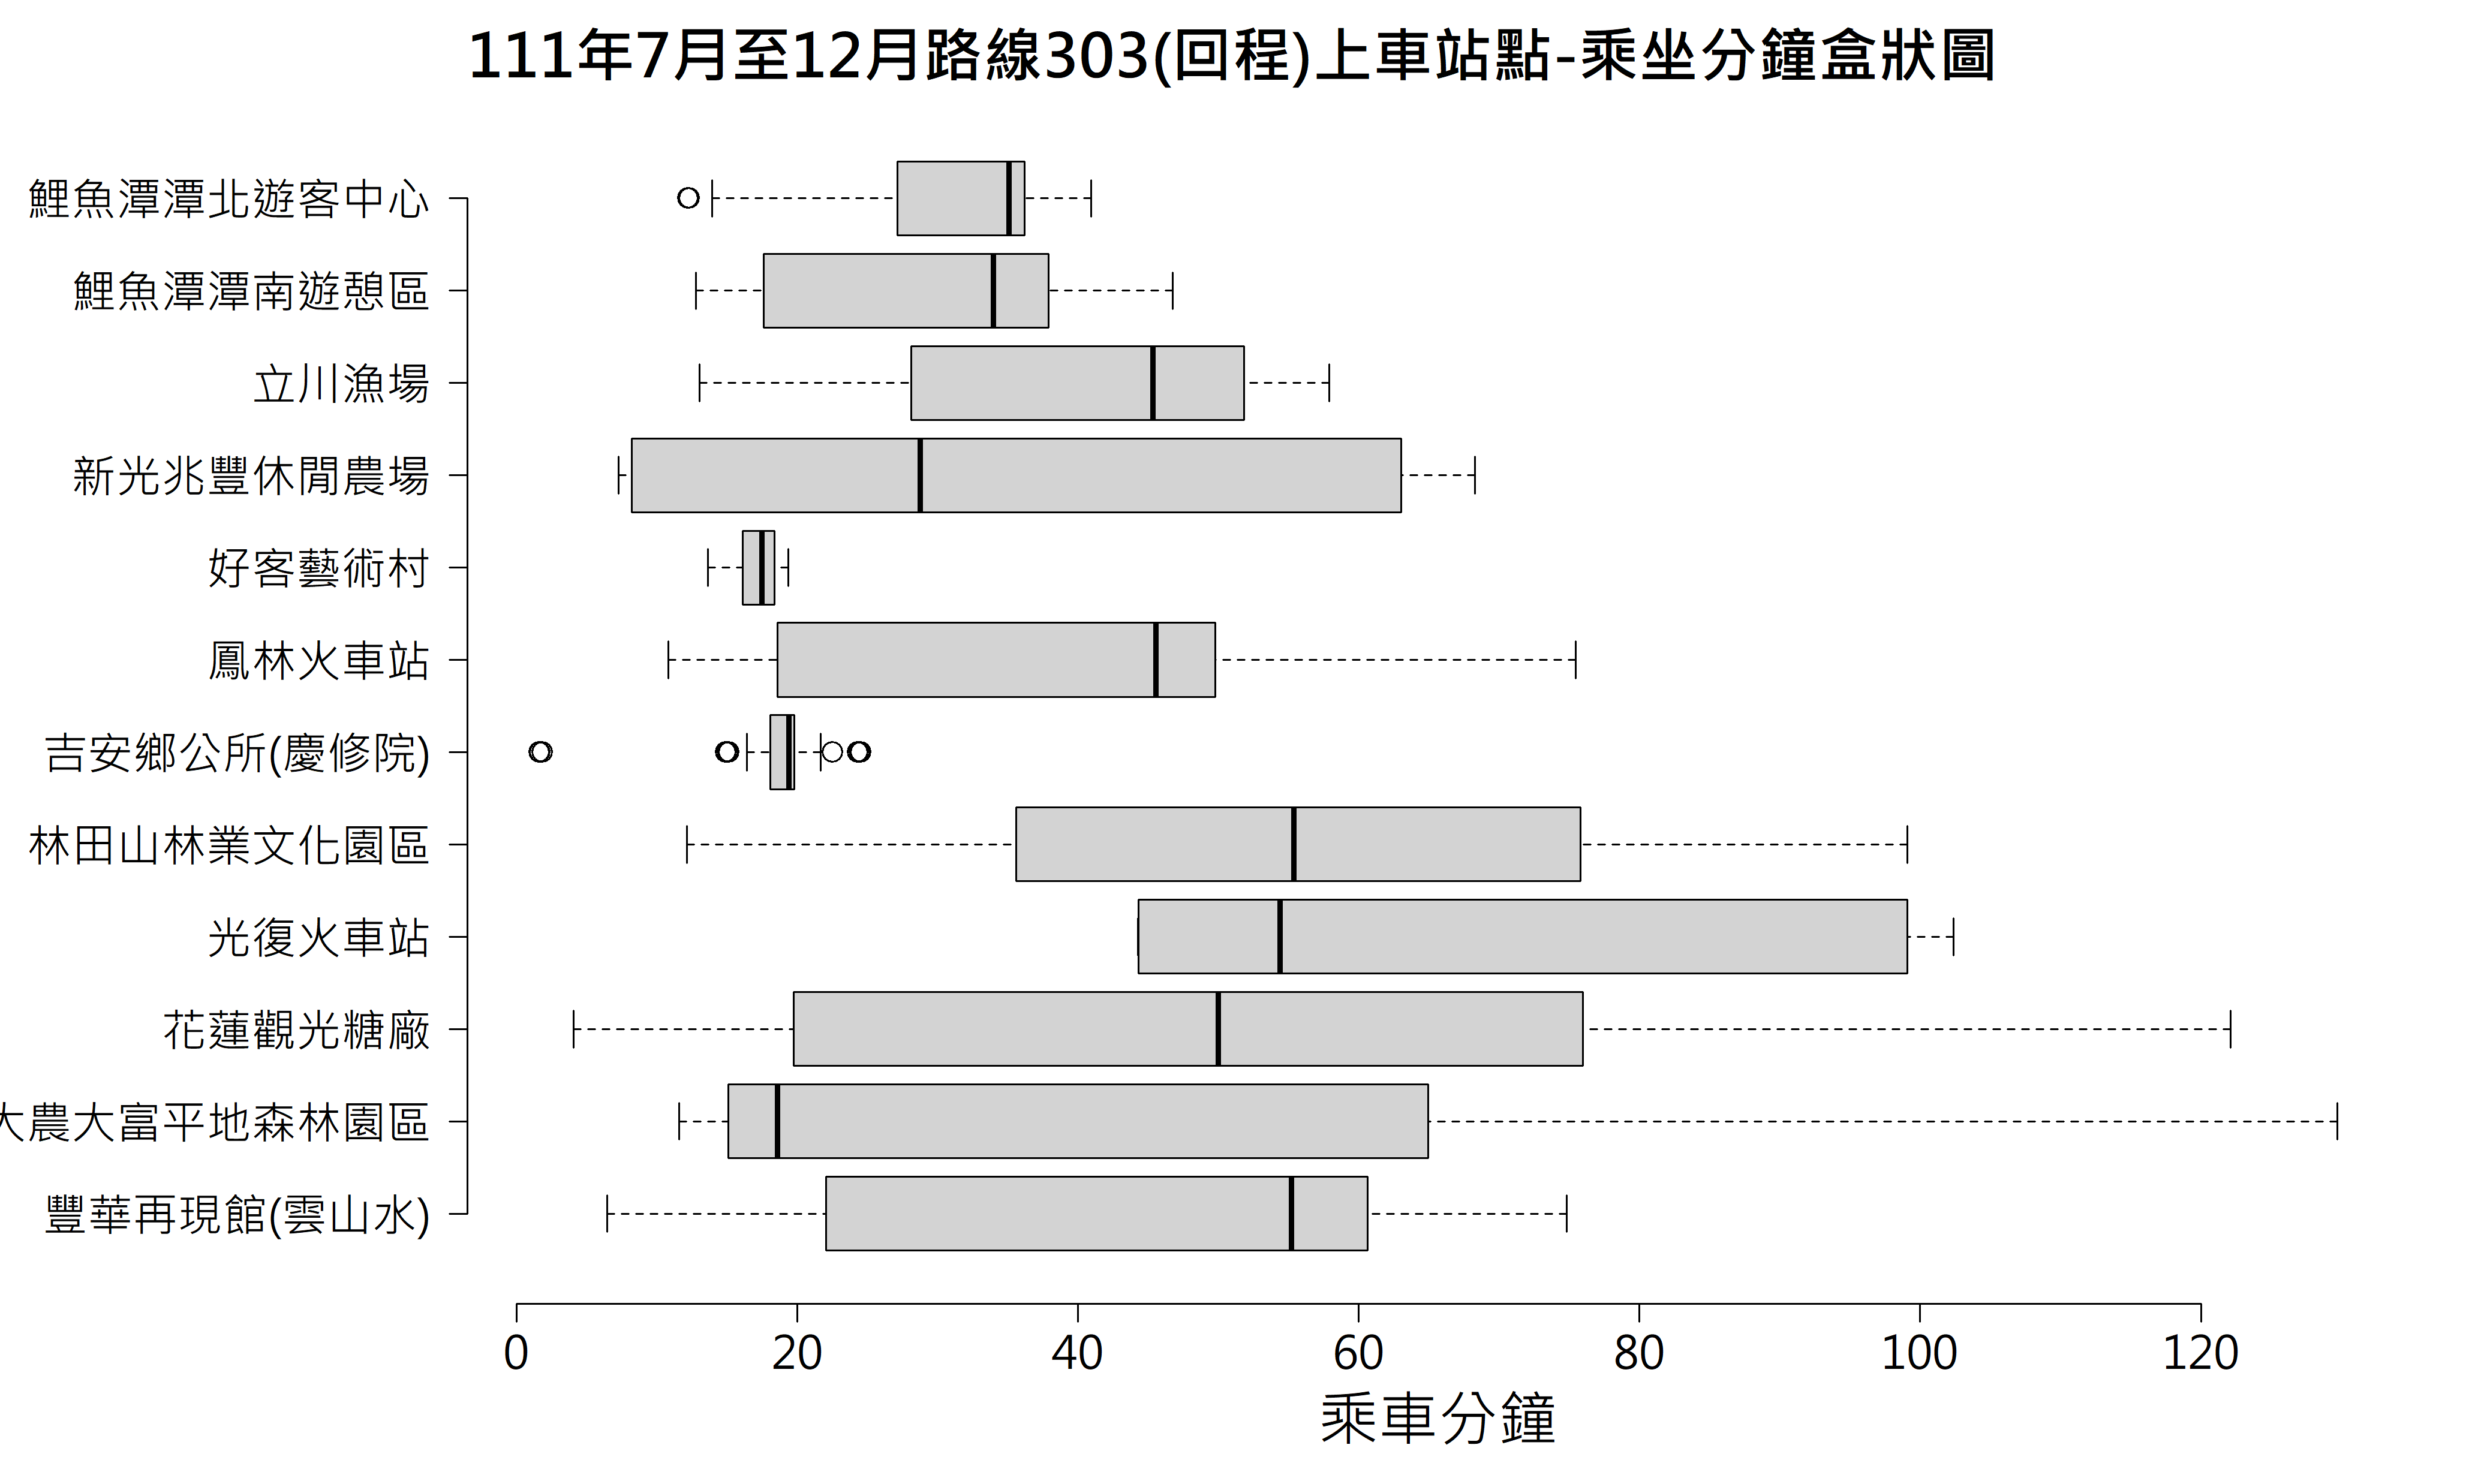 111年7月至12月路線303(回程)上車站點-乘坐分鐘盒狀圖
鯉魚潭潭北遊客中心
鯉魚潭潭南遊憩區
立川漁場
新光兆豐休閒農場
好客藝術村
鳳林火車站
吉安鄉公所(慶修院)
林田山林業文化園區
光復火車站
花蓮觀光糖廠
大農大富平地森林園區
豐華再現館(雲山水)
0 20 40 60 80 100 120
乘車分鐘